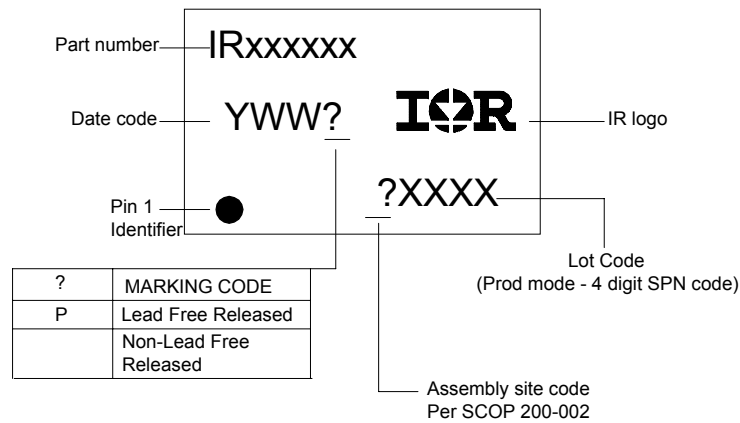 Part number
IRxxxxxx
Date code
YWW?
IOR
IR logo
?XXXX
Pin 1
Identifier
Lot Code
(Prod mode - 4 digit SPN code)
? MARKING CODE
P Lead Free Released
Non-Lead Free
Released
Assembly site code
Per SCOP 200-002